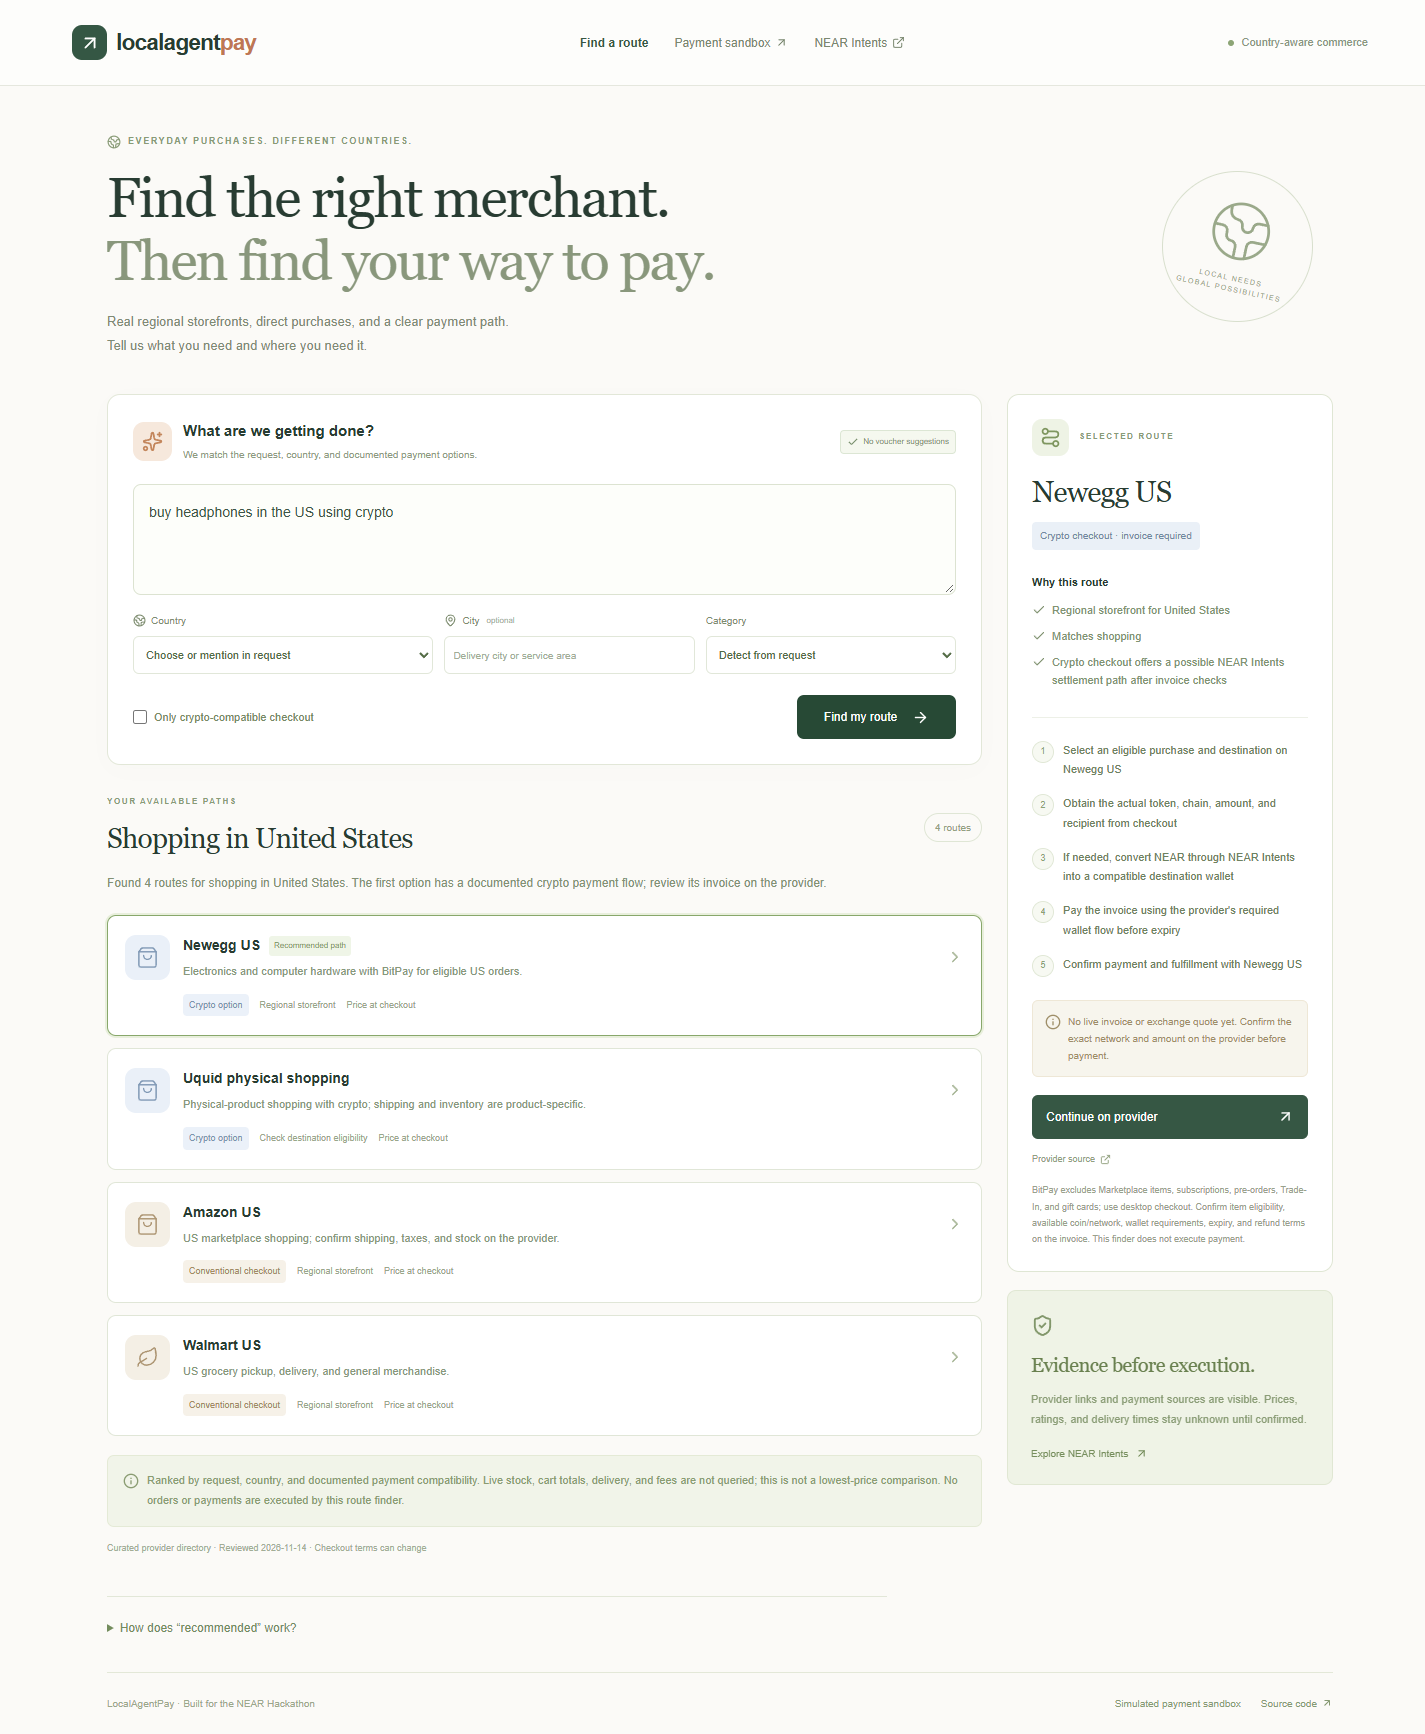 localagentpay
Find a route
Payment sandbox
NEAR Intents
Country-aware commerce
EVERYDAY PURCHASES. DIFFERENT COUNTRIES.
Find the right merchant.
Then find your way to pay.
Real regional storefronts, direct purchases, and a clear payment path.
Tell us what you need and where you need it.
LOCAL NEEDS
GLOBAL POSSIBILITIES
What are we getting done?
We match the request, country, and documented payment options.
No voucher suggestions
buy headphones in the US using crypto
Country
City optional
Category
Choose or mention in request
Delivery city or service area
Detect from request
Only crypto-compatible checkout
Find my route
YOUR AVAILABLE PATHS
Shopping in United States
4 routes
Found 4 routes for shopping in United States. The first option has a documented crypto payment flow; review its invoice on the provider.
Newegg US
Recommended path
Electronics and computer hardware with BitPay for eligible US orders.
Crypto option
Regional storefront
Price at checkout
Uquid physical shopping
Physical-product shopping with crypto; shipping and inventory are product-specific.
Crypto option
Check destination eligibility
Price at checkout
Amazon US
US marketplace shopping; confirm shipping, taxes, and stock on the provider.
Conventional checkout
Regional storefront
Price at checkout
Walmart US
US grocery pickup, delivery, and general merchandise.
Conventional checkout
Regional storefront
Price at checkout
Ranked by request, country, and documented payment compatibility. Live stock, cart totals, delivery, and fees are not queried; this is not a lowest-price comparison. No
orders or payments are executed by this route finder.
Curated provider directory · Reviewed 2026-11-14 · Checkout terms can change
How does “recommended” work?
SELECTED ROUTE
Newegg US
Crypto checkout · invoice required
Why this route
Regional storefront for United States
Matches shopping
Crypto checkout offers a possible NEAR Intents
settlement path after invoice checks
1
Select an eligible purchase and destination on
Newegg US
2
Obtain the actual token, chain, amount, and
recipient from checkout
3
If needed, convert NEAR through NEAR Intents
into a compatible destination wallet
4
Pay the invoice using the provider's required
wallet flow before expiry
5
Confirm payment and fulfillment with Newegg US
No live invoice or exchange quote yet. Confirm the
exact network and amount on the provider before
payment.
Continue on provider
Provider source
BitPay excludes Marketplace items, subscriptions, pre-orders, Trade-
In, and gift cards; use desktop checkout. Confirm item eligibility,
available coin/network, wallet requirements, expiry, and refund terms
on the invoice. This finder does not execute payment.
Evidence before execution.
Provider links and payment sources are visible. Prices,
ratings, and delivery times stay unknown until confirmed.
Explore NEAR Intents
LocalAgentPay · Built for the NEAR Hackathon
Simulated payment sandbox
Source code